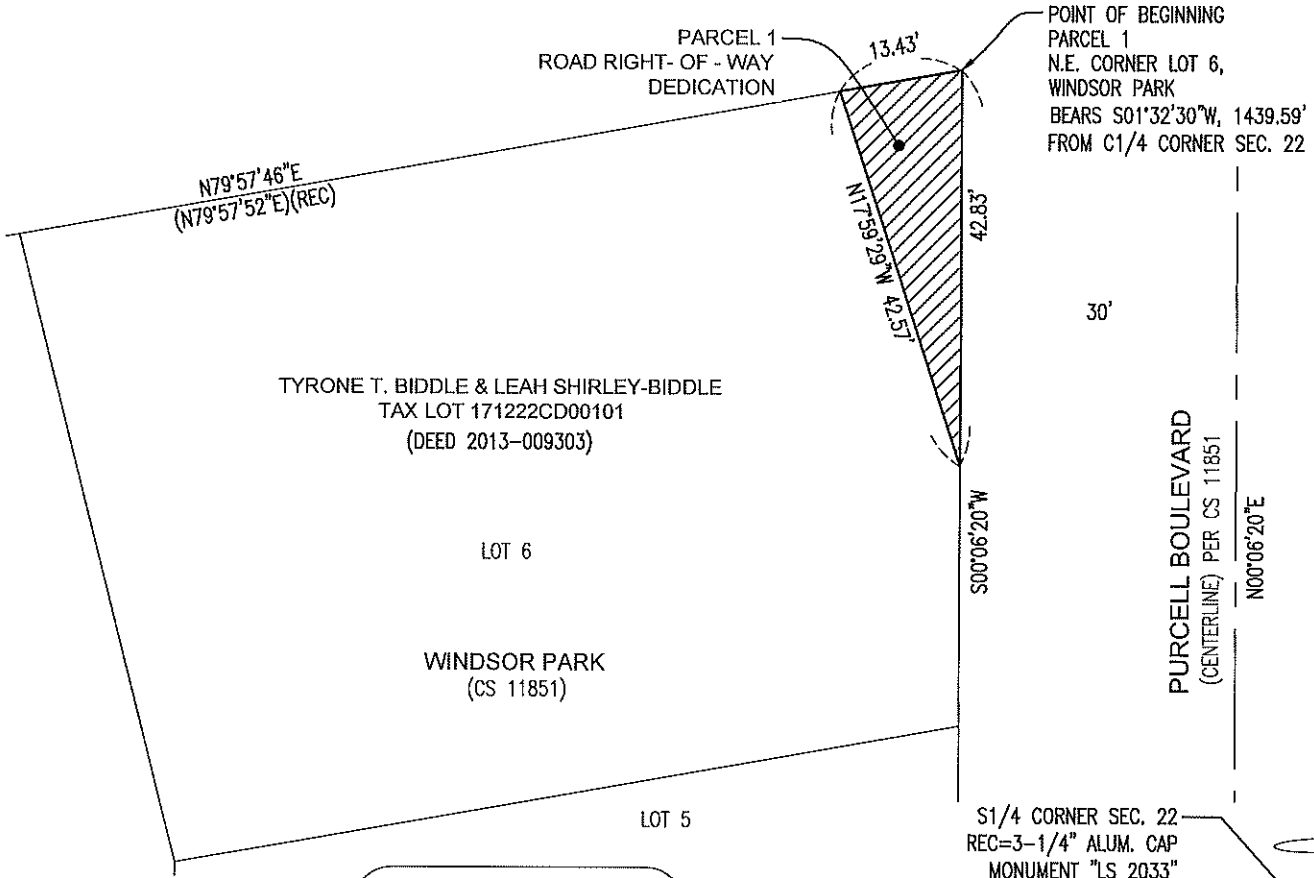 PARCEL 1
ROAD RIGHT- OF - WAY
DEDICATION
13.43'
POINT OF BEGINNING
PARCEL 1
N.E. CORNER LOT 6,
WINDSOR PARK
BEARS S01°32'30"W, 1439.59'
FROM C1/4 CORNER SEC. 22
N79°57'46"E
(N79°57'52"E)(REC)
N17°59'29"W 42.57'
42.83'
30'
TYRONE T. BIDDLE & LEAH SHIRLEY-BIDDLE
TAX LOT 171222CD00101
(DEED 2013-009303)
LOT 6
S00°06'20"W
PURCELL BOULEVARD
(CENTERLINE) PER CS 11851
N00°06'20"E
WINDSOR PARK
(CS 11851)
LOT 5
S1/4 CORNER SEC. 22
REC=3-1/4" ALUM. CAP
MONUMENT "LS 2033"